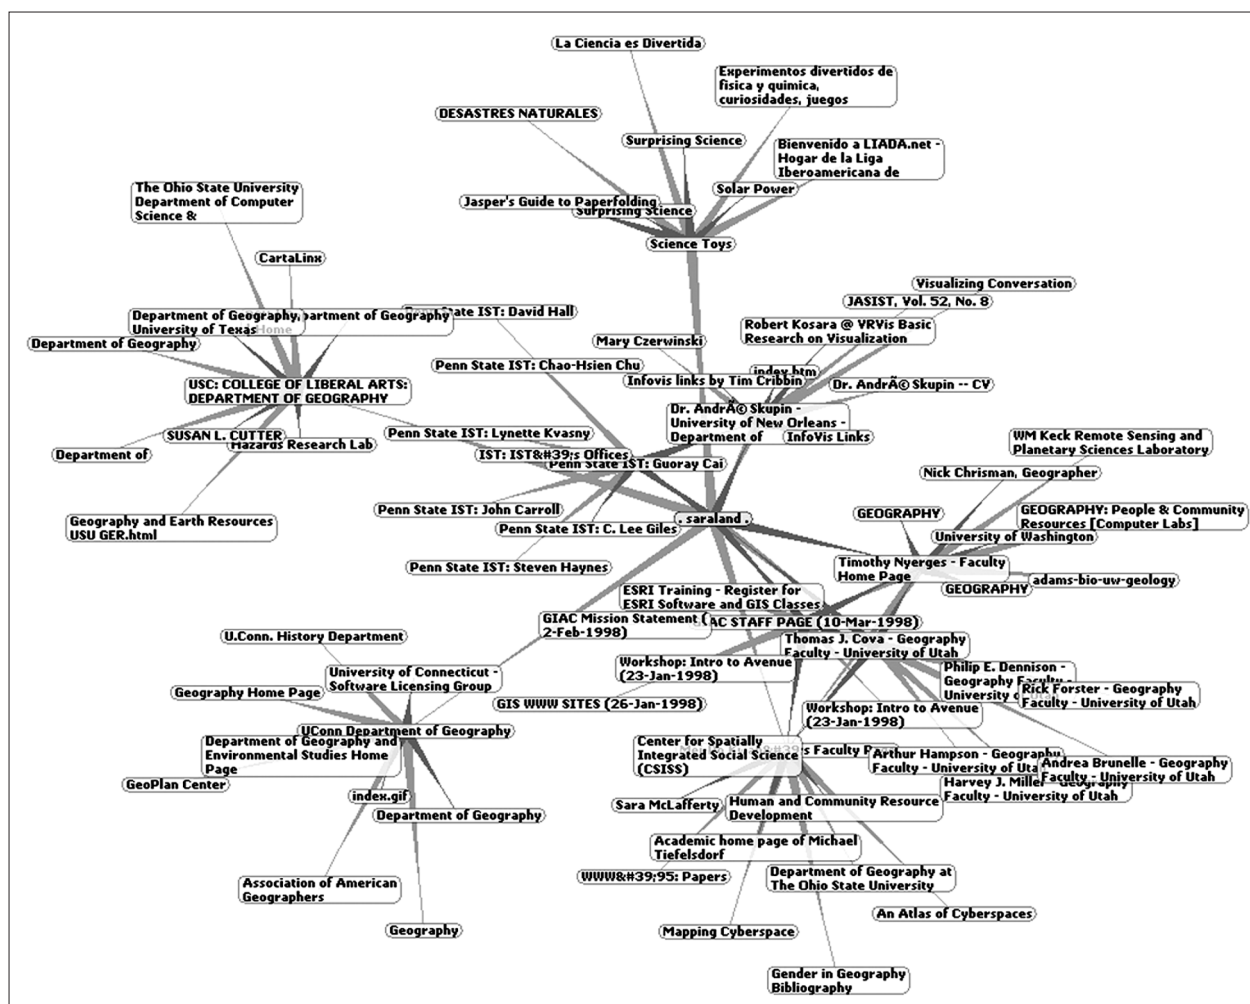 La Ciencia es Divertida
Experimentos divertidos de
fisica y quimica,
curiosidades, juegos
DESASTRES NATURALES
Surprising Science
Bienvenido a LIADA.net -
Hogar de la Liga
Iberoamericana de
Solar Power
Jasper's Guide to Paperfolding
Surprising Science
Science Toys
The Ohio State University
Department of Computer
Science &
CartaLinx
Department of Geography,
University of Texas
Home
partment of Geography
Department of Geography
USC: COLLEGE OF LIBERAL ARTS:
DEPARTMENT OF GEOGRAPHY
SUSAN L. CUTTER
Hazards Research Lab
Department of
Geography and Earth Resources
USU GER.html
Penn State IST: David Hall
Penn State IST: Chao-Hsien Chu
Penn State IST: Lynette Kvasny
IST: IST&#39;s Offices
Penn State IST: Guoray Cai
Penn State IST: John Carroll
Penn State IST: C. Lee Giles
Penn State IST: Steven Haynes
Visualizing Conversation
JASIST, Vol. 52, No. 8
Robert Kosara @ VRVis Basic
Research on Visualization
Mary Czerwinski
index.htm
Infovis links by Tim Cribbin
Dr. AndrÃ© Skupin -- CV
Dr. AndrÃ© Skupin -
University of New Orleans -
Department of
InfoVis Links
. saraland .
WM Keck Remote Sensing and
Planetary Sciences Laboratory
Nick Chrisman, Geographer
GEOGRAPHY
GEOGRAPHY: People & Community
Resources [Computer Labs]
University of Washington
Timothy Nyerges - Faculty
Home Page
adams-bio-uw-geology
GEOGRAPHY
ESRI Training - Register for
ESRI Software and GIS Classes
GIAC Mission Statement (
2-Feb-1998)
AC STAFF PAGE (10-Mar-1998)
Thomas J. Cova - Geography
Faculty - University of Utah
Workshop: Intro to Avenue
(23-Jan-1998)
GIS WWW SITES (26-Jan-1998)
Philip E. Dennison -
Geography Faculty -
University of Utah
Rick Forster - Geography
Faculty - University of Utah
Workshop: Intro to Avenue
(23-Jan-1998)
Arthur Hampson - Geography
Faculty - University of Utah
Andrea Brunelle - Geography
Faculty - University of Utah
Harvey J. Miller - Geography
Faculty - University of Utah
U.Conn. History Department
University of Connecticut -
Software Licensing Group
Geography Home Page
UConn Department of Geography
Department of Geography and
Environmental Studies Home
Page
GeoPlan Center
index.gif
Department of Geography
Association of American
Geographers
Geography
Center for Spatially
Integrated Social Science
(CSISS)
s Faculty
Sara McLafferty
Human and Community Resource
Development
Academic home page of Michael
Tiefelsdorf
WWW&#39;95: Papers
Department of Geography at
The Ohio State University
An Atlas of Cyberspaces
Mapping Cyberspace
Gender in Geography
Bibliography